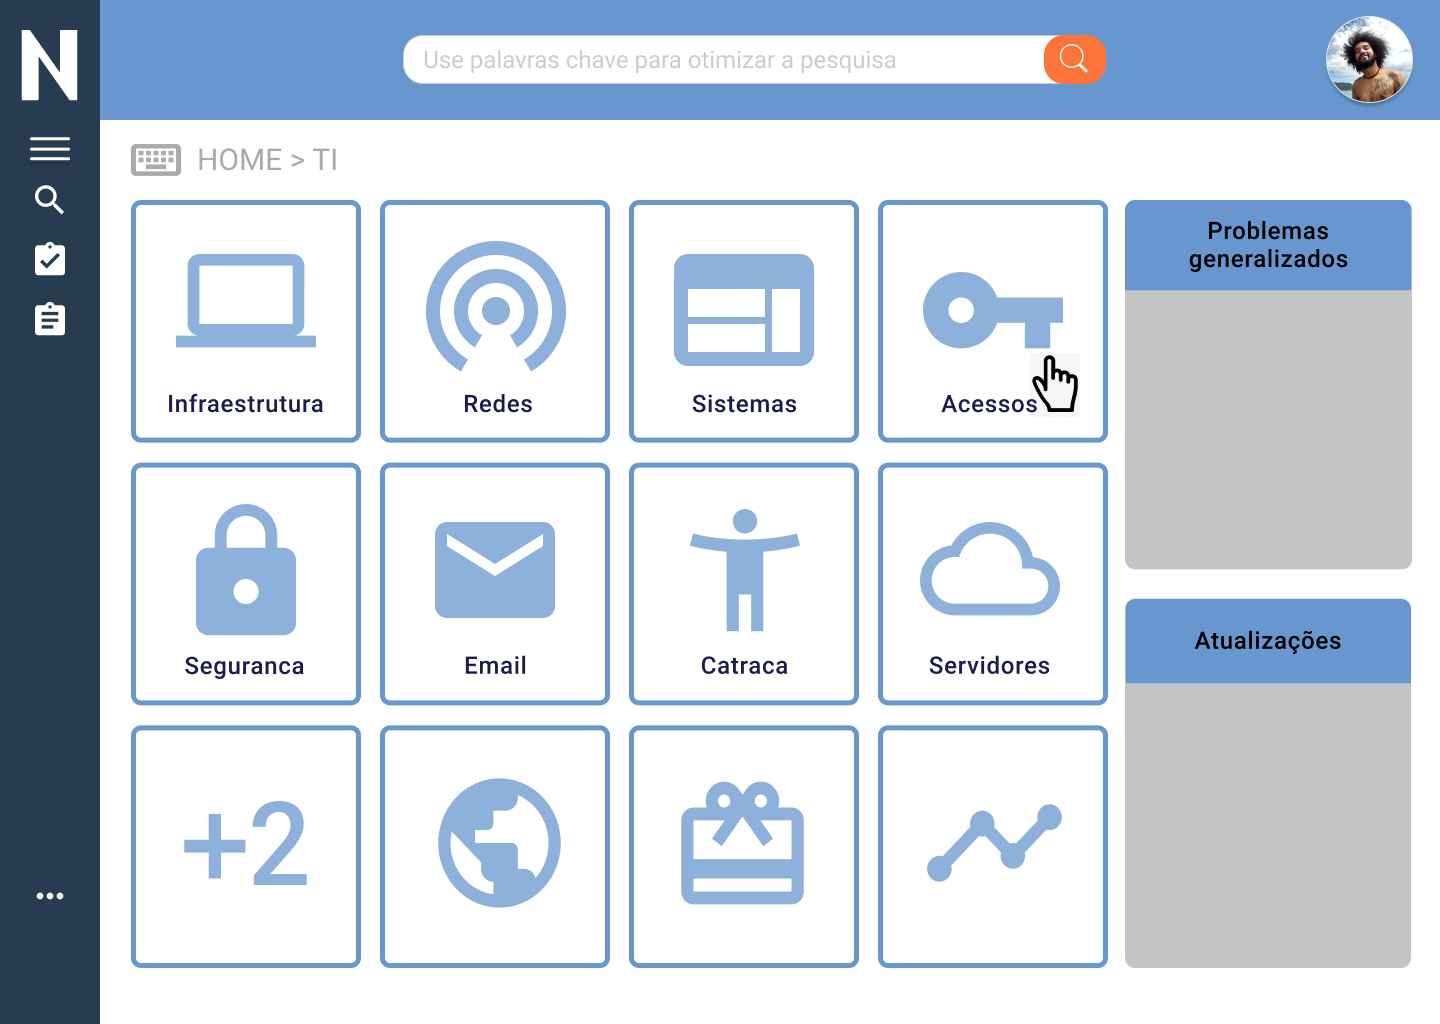 N
Use palavras chave para otimizar a pesquisa
HOME > TI
Infraestrutura
Redes
Sistemas
Acessos
Problemas
generalizados
Seguranca
Email
Catraca
Servidores
Atualizações
+2